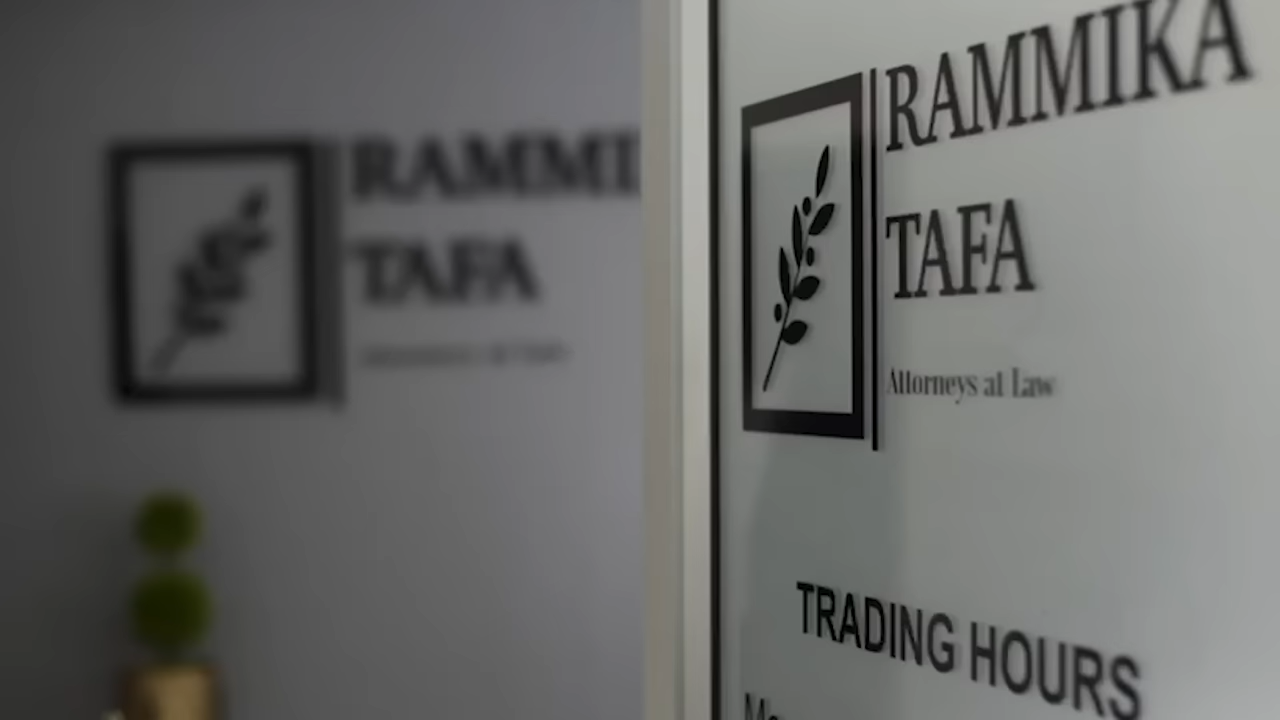 RAMMI
TAFA
RAMMIKA
TAFA
Attorneys at Law
TRADING HOURS